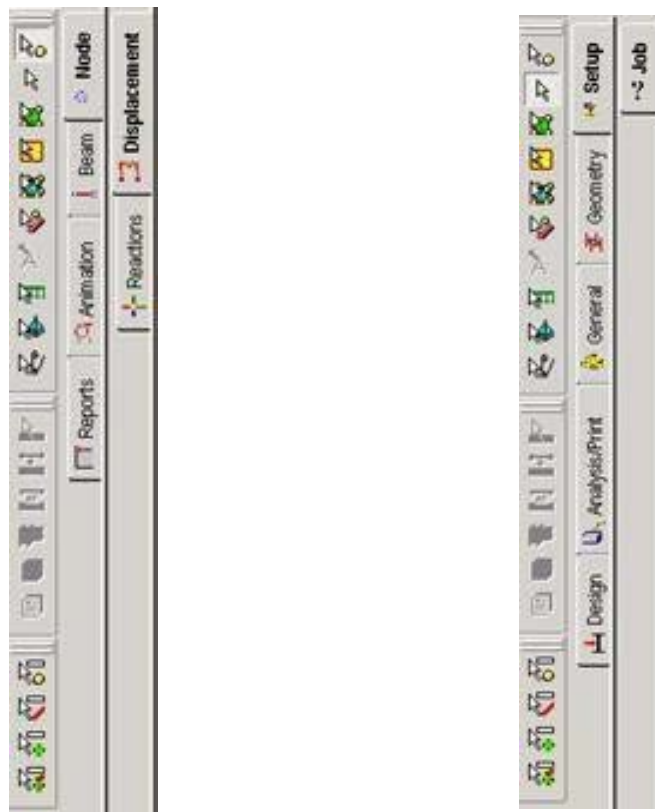 Node
Beam
Animation
Reports
Displacement
Reactions
Setup
Geometry
General
Analysis/Print
Design
Job